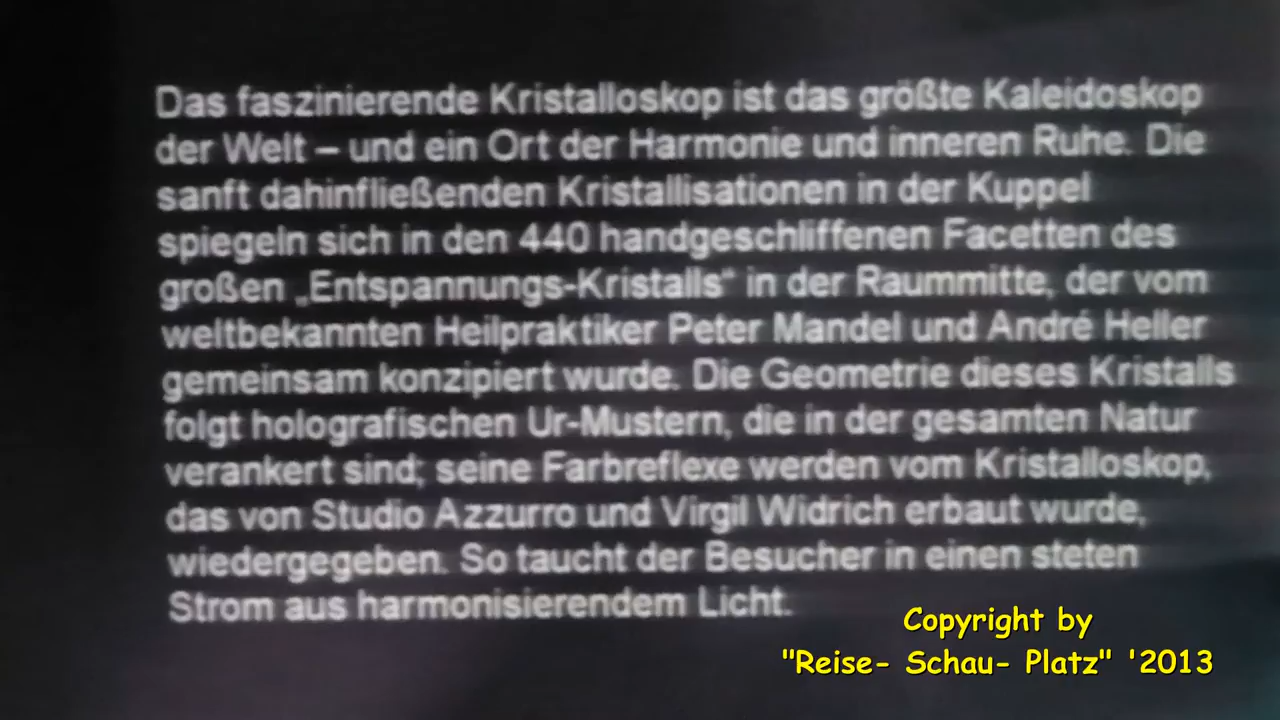 Das faszinierende Kristalloskop ist das größte Kaleidoskop
der Welt – und ein Ort der Harmonie und inneren Ruhe. Die
sanft dahinfließenden Kristallisationen in der Kuppel
spiegeln sich in den 440 handgeschliffenen Facetten des
großen „Entspannungs-Kristalls“ in der Raummitte, der vom
weltbekannten Heilpraktiker Peter Mandel und André Heller
gemeinsam konzipiert wurde. Die Geometrie dieses Kristalls
folgt holografischen Ur-Mustern, die in der gesamten Natur
verankert sind; seine Farbreflexe werden vom Kristalloskop,
das von Studio Azzurro und Virgil Widrich erbaut wurde,
wiedergegeben. So taucht der Besucher in einen steten
Strom aus harmonisierendem Licht.
Copyright by
"Reise- Schau- Platz" '2013